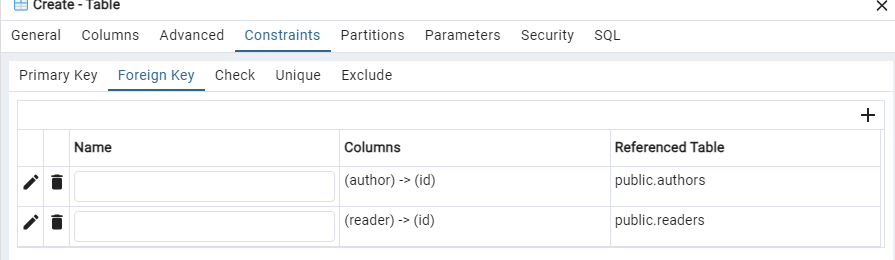 Create - Table
General Columns Advanced Constraints Partitions Parameters Security SQL
Primary Key Foreign Key Check Unique Exclude
Name Columns Referenced Table
(author) -> (id) public.authors
(reader) -> (id) public.readers